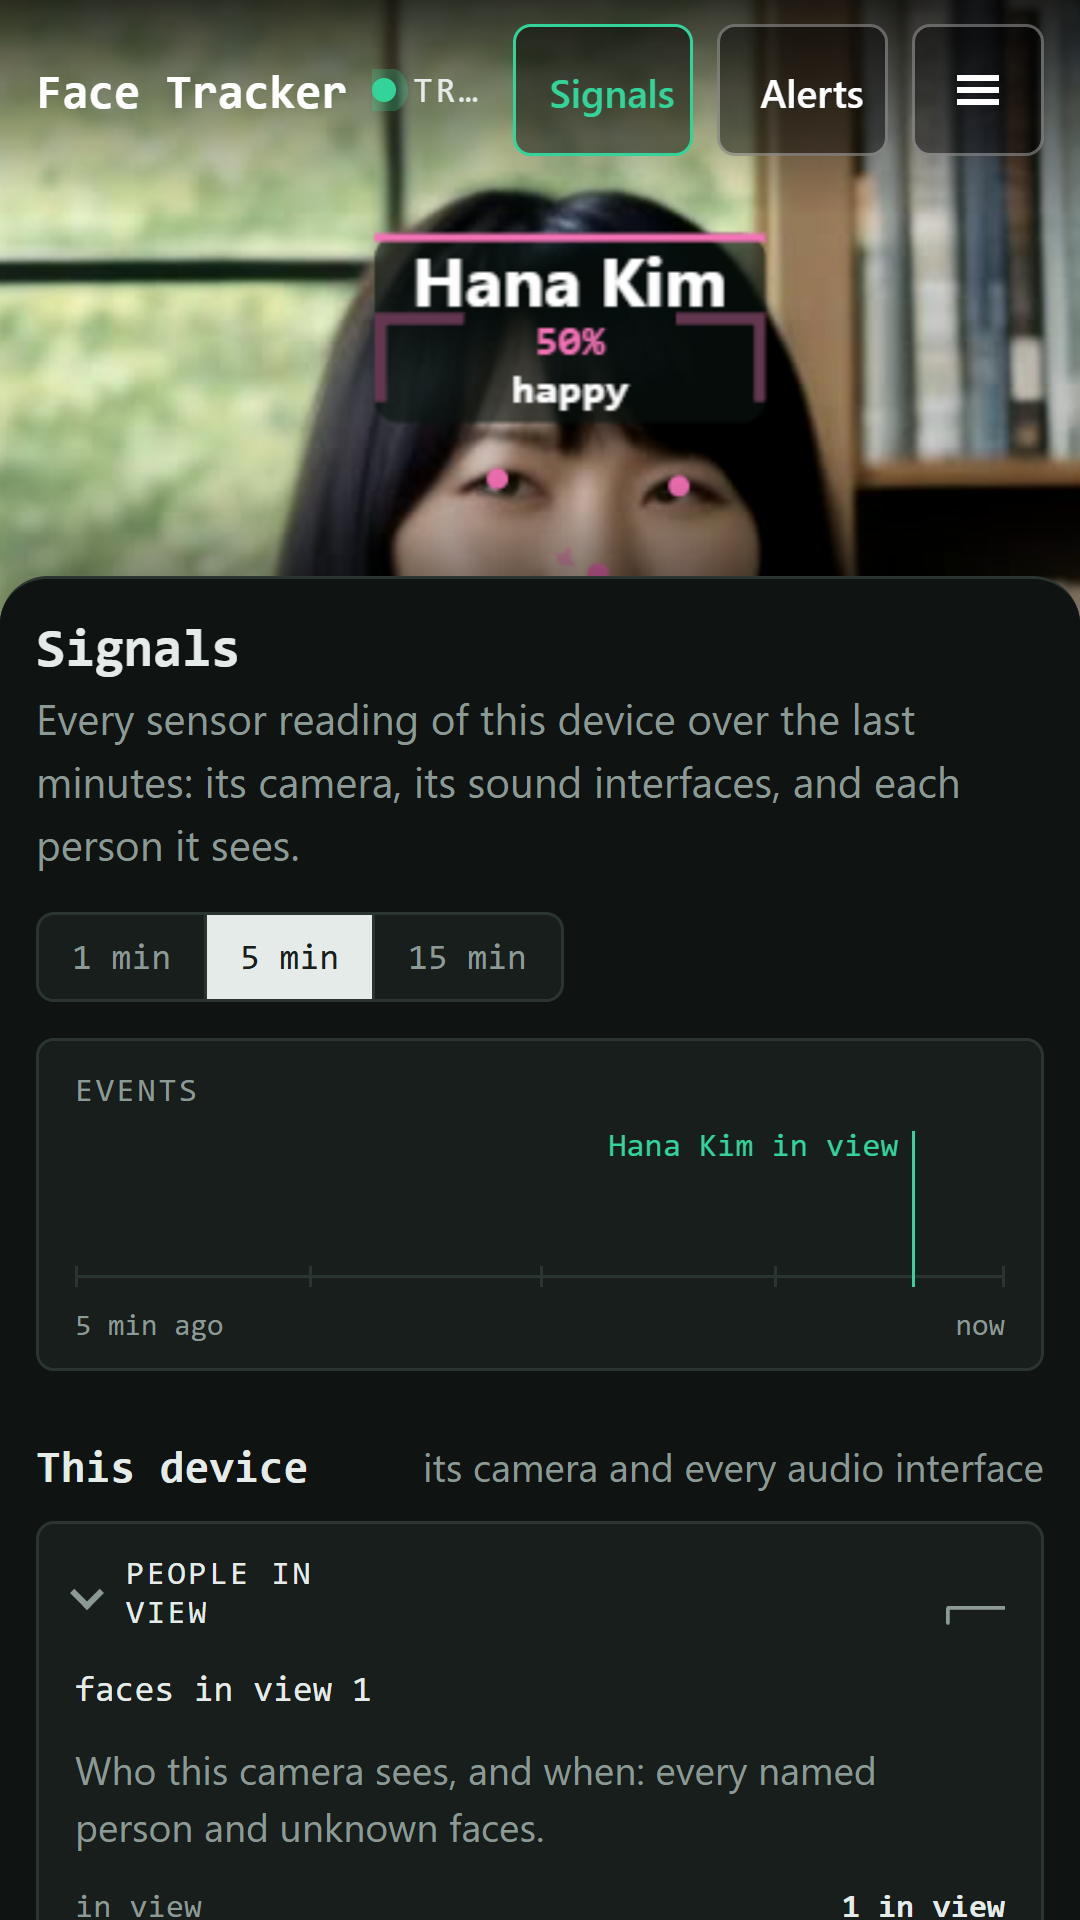 Face Tracker
TR…
Signals
Alerts
Hana Kim
50%
happy
Signals
Every sensor reading of this device over the last
minutes: its camera, its sound interfaces, and each
person it sees.
1 min
5 min
15 min
EVENTS
Hana Kim in view
5 min ago
now
This device
its camera and every audio interface
PEOPLE IN
VIEW
faces in view 1
Who this camera sees, and when: every named
person and unknown faces.
in view
1 in view